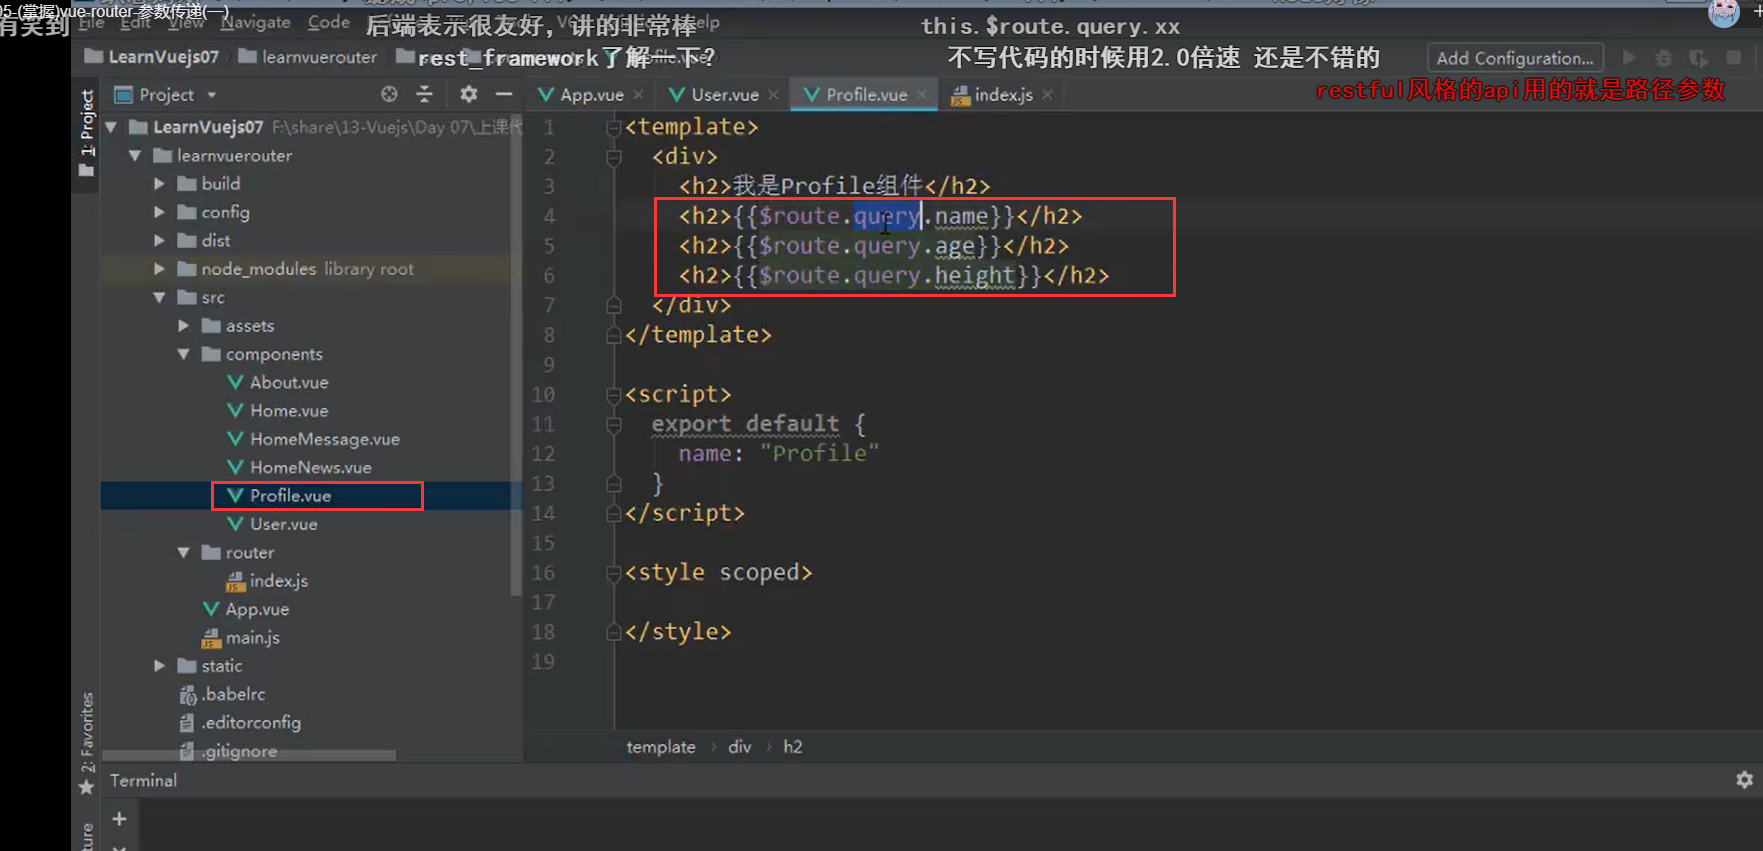 05-(掌握)vue-router-参数传递(一)
有笑到 File Edit View Navigate Code 后端表示很友好，讲的非常棒 this.$route.query.xx
LearnVuejs07 learnvuerouter rest_framework了解一下? 不写代码的时候用2.0倍速 还是不错的 Add Configuration...
restful风格的api用的就是路径参数
1: Project
Project
App.vue User.vue Profile.vue index.js
LearnVuejs07 F:\share\13-Vuejs\Day 07\上课代
learnvuerouter
build
config
dist
node_modules library root
src
assets
components
About.vue
Home.vue
HomeMessage.vue
HomeNews.vue
Profile.vue
User.vue
router
index.js
App.vue
main.js
static
.babelrc
.editorconfig
.gitignore
1 <template>
2 <div>
3 <h2>我是Profile组件</h2>
4 <h2>{{$route.query.name}}</h2>
5 <h2>{{$route.query.age}}</h2>
6 <h2>{{$route.query.height}}</h2>
7 </div>
8 </template>
9
10 <script>
11 export default {
12 name: "Profile"
13 }
14 </script>
15
16 <style scoped>
17
18 </style>
19
template › div › h2
2: Favorites
Terminal